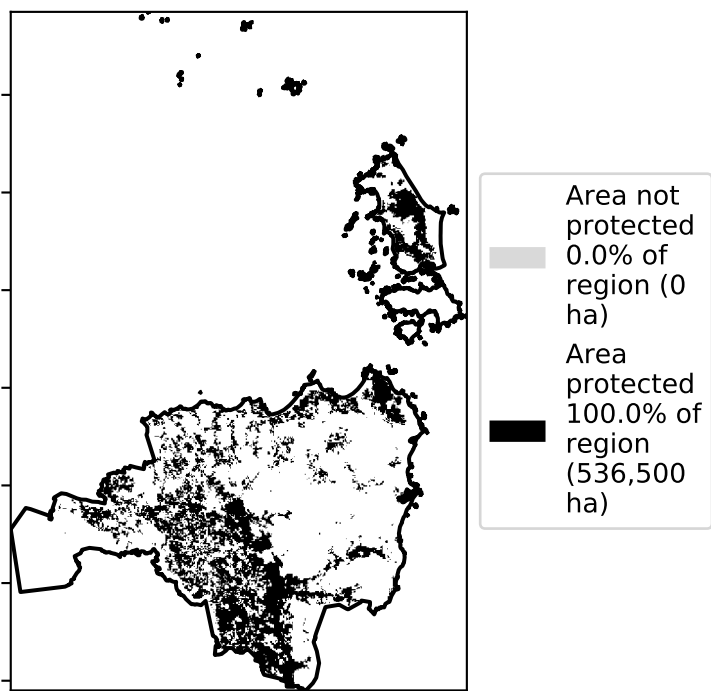 Area not
protected
0.0% of
region (0
ha)
Area
protected
100.0% of
region
(536,500
ha)